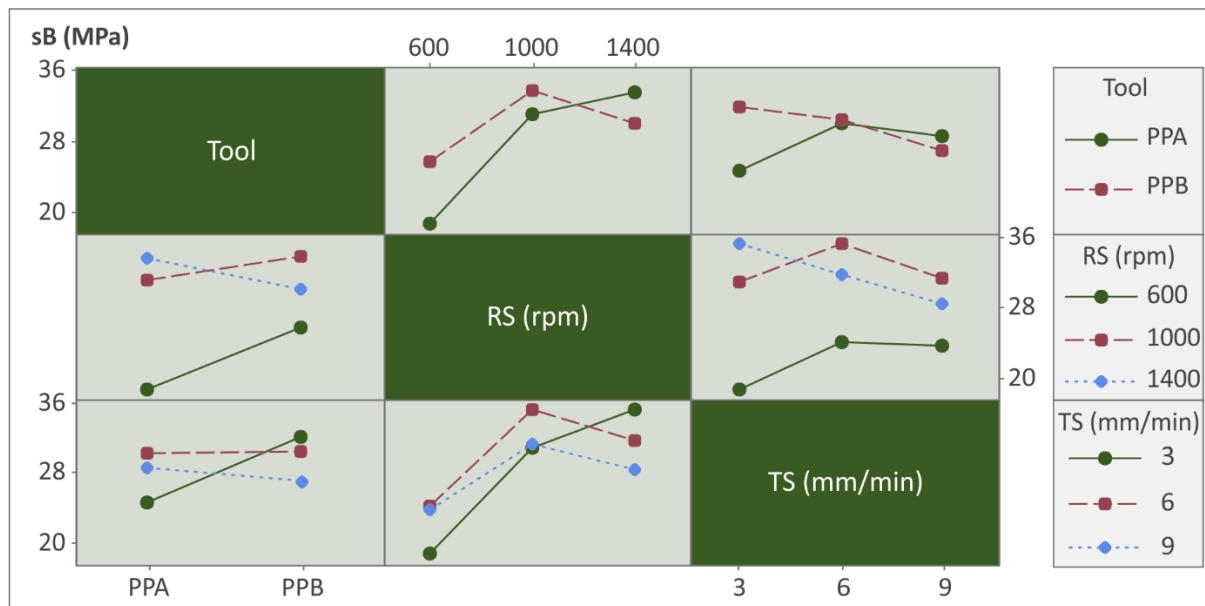 sB (MPa)
600 1000 1400
36
28
20
Tool
Tool
PPA
PPB
36
28
20
RS (rpm)
RS (rpm)
600
1000
1400
36
28
20
TS (mm/min)
TS (mm/min)
3
6
9
PPA PPB
3 6 9